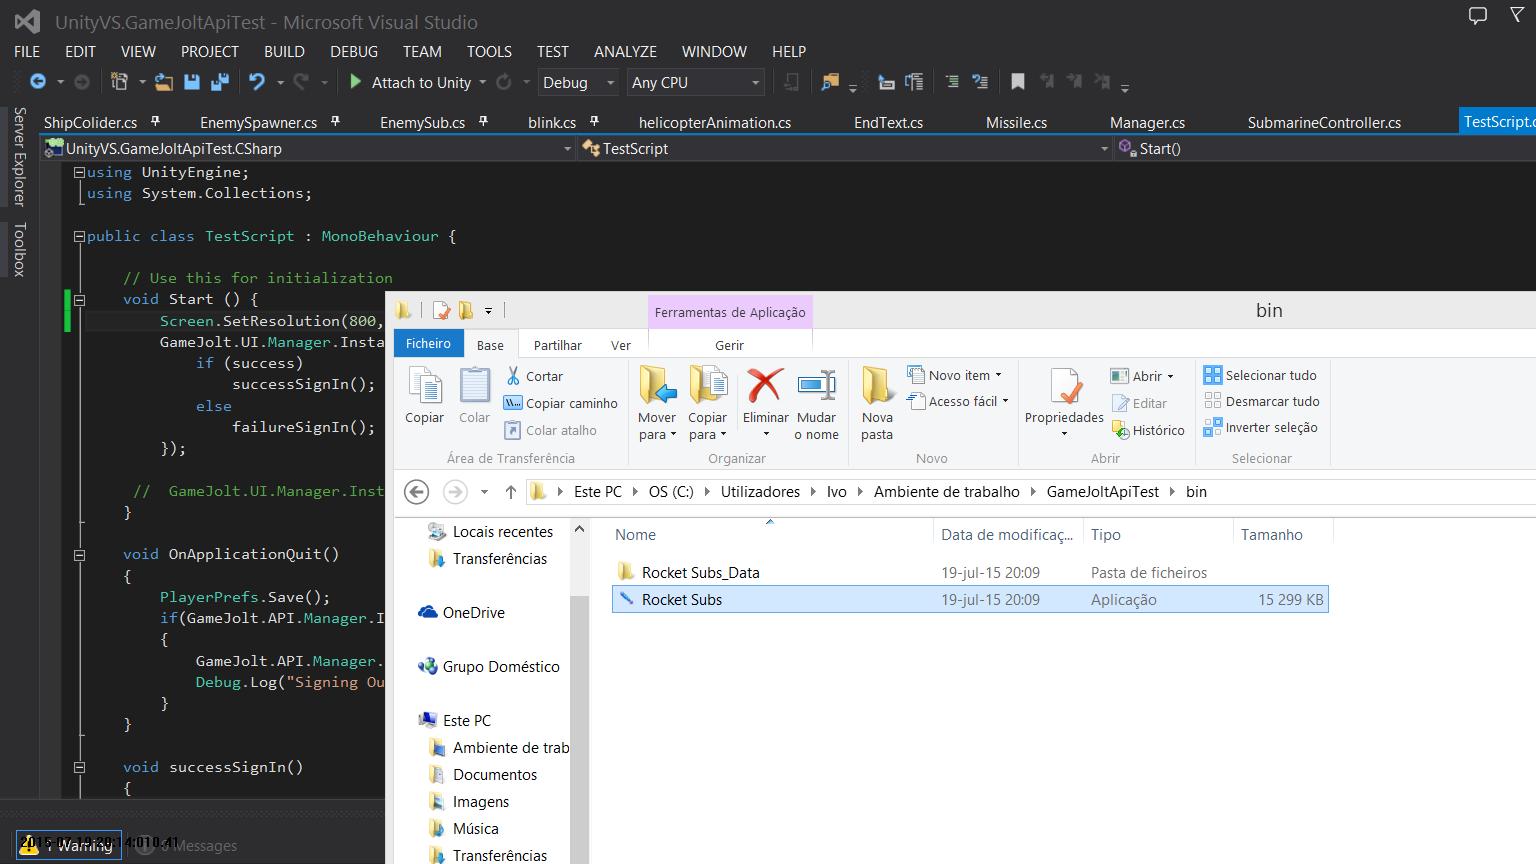 UnityVS.GameJoltApiTest - Microsoft Visual Studio
FILE EDIT VIEW PROJECT BUILD DEBUG TEAM TOOLS TEST ANALYZE WINDOW HELP
Attach to Unity Debug Any CPU
Server Explorer
Toolbox
ShipColider.cs EnemySpawner.cs EnemySub.cs blink.cs helicopterAnimation.cs EndText.cs Missile.cs Manager.cs SubmarineController.cs TestScript.c
UnityVS.GameJoltApiTest.CSharp TestScript Start()
using UnityEngine;
using System.Collections;
public class TestScript : MonoBehaviour {
// Use this for initialization
void Start () {
Screen.SetResolution(800,
GameJolt.UI.Manager.Insta
if (success)
successSignIn();
else
failureSignIn();
});
// GameJolt.UI.Manager.Inst
}
void OnApplicationQuit()
{
PlayerPrefs.Save();
if(GameJolt.API.Manager.I
{
GameJolt.API.Manager.
Debug.Log("Signing Ou
}
}
void successSignIn()
{
1 Warning
0 Messages
Ferramentas de Aplicação
bin
Ficheiro Base Partilhar Ver Gerir
Copiar
Colar
Cortar
Copiar caminho
Colar atalho
Área de Transferência
Mover para
Copiar para
Eliminar
Mudar o nome
Organizar
Nova pasta
Novo item
Acesso fácil
Novo
Propriedades
Abrir
Editar
Histórico
Abrir
Selecionar tudo
Desmarcar tudo
Inverter seleção
Selecionar
Este PC OS (C:) Utilizadores Ivo Ambiente de trabalho GameJoltApiTest bin
Locais recentes
Transferências
OneDrive
Grupo Doméstico
Este PC
Ambiente de trab
Documentos
Imagens
Música
Transferências
Nome Data de modificaç... Tipo Tamanho
Rocket Subs_Data 19-jul-15 20:09 Pasta de ficheiros
Rocket Subs 19-jul-15 20:09 Aplicação 15 299 KB